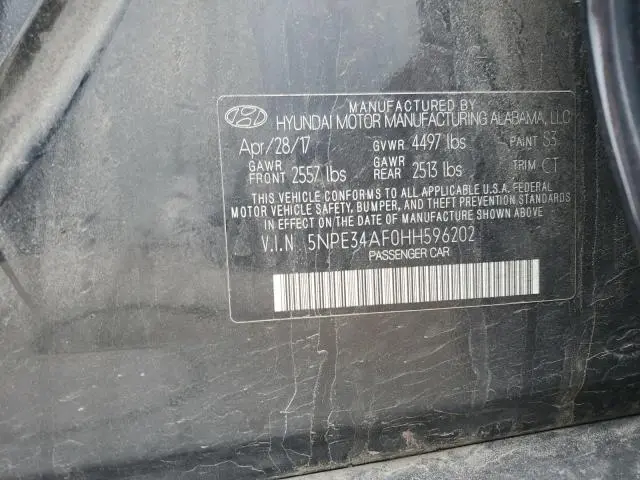 MANUFACTURED BY
HYUNDAI MOTOR MANUFACTURING ALABAMA, LLC
Apr/28/17 GVWR 4497 lbs PAINT S3
GAWR FRONT 2557 lbs GAWR REAR 2513 lbs TRIM CT
THIS VEHICLE CONFORMS TO ALL APPLICABLE U.S.A. FEDERAL
MOTOR VEHICLE SAFETY, BUMPER, AND THEFT PREVENTION STANDARDS
IN EFFECT ON THE DATE OF MANUFACTURE SHOWN ABOVE
V.I.N 5NPE34AF0HH596202
PASSENGER CAR